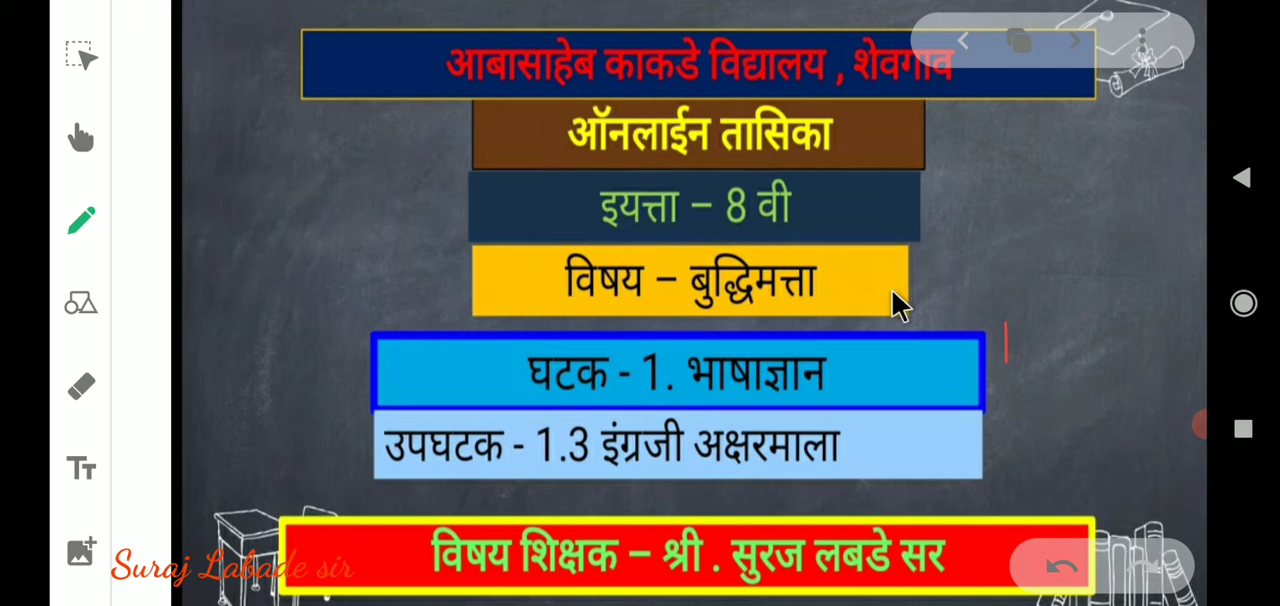 आबासाहेब काकडे विद्यालय , शेवगाव
ऑनलाईन तासिका
इयत्ता – 8 वी
विषय – बुद्धिमत्ता
घटक - 1. भाषाज्ञान
उपघटक - 1.3 इंग्रजी अक्षरमाला
विषय शिक्षक – श्री . सुरज लबडे सर
Suraj Labade sir
TT